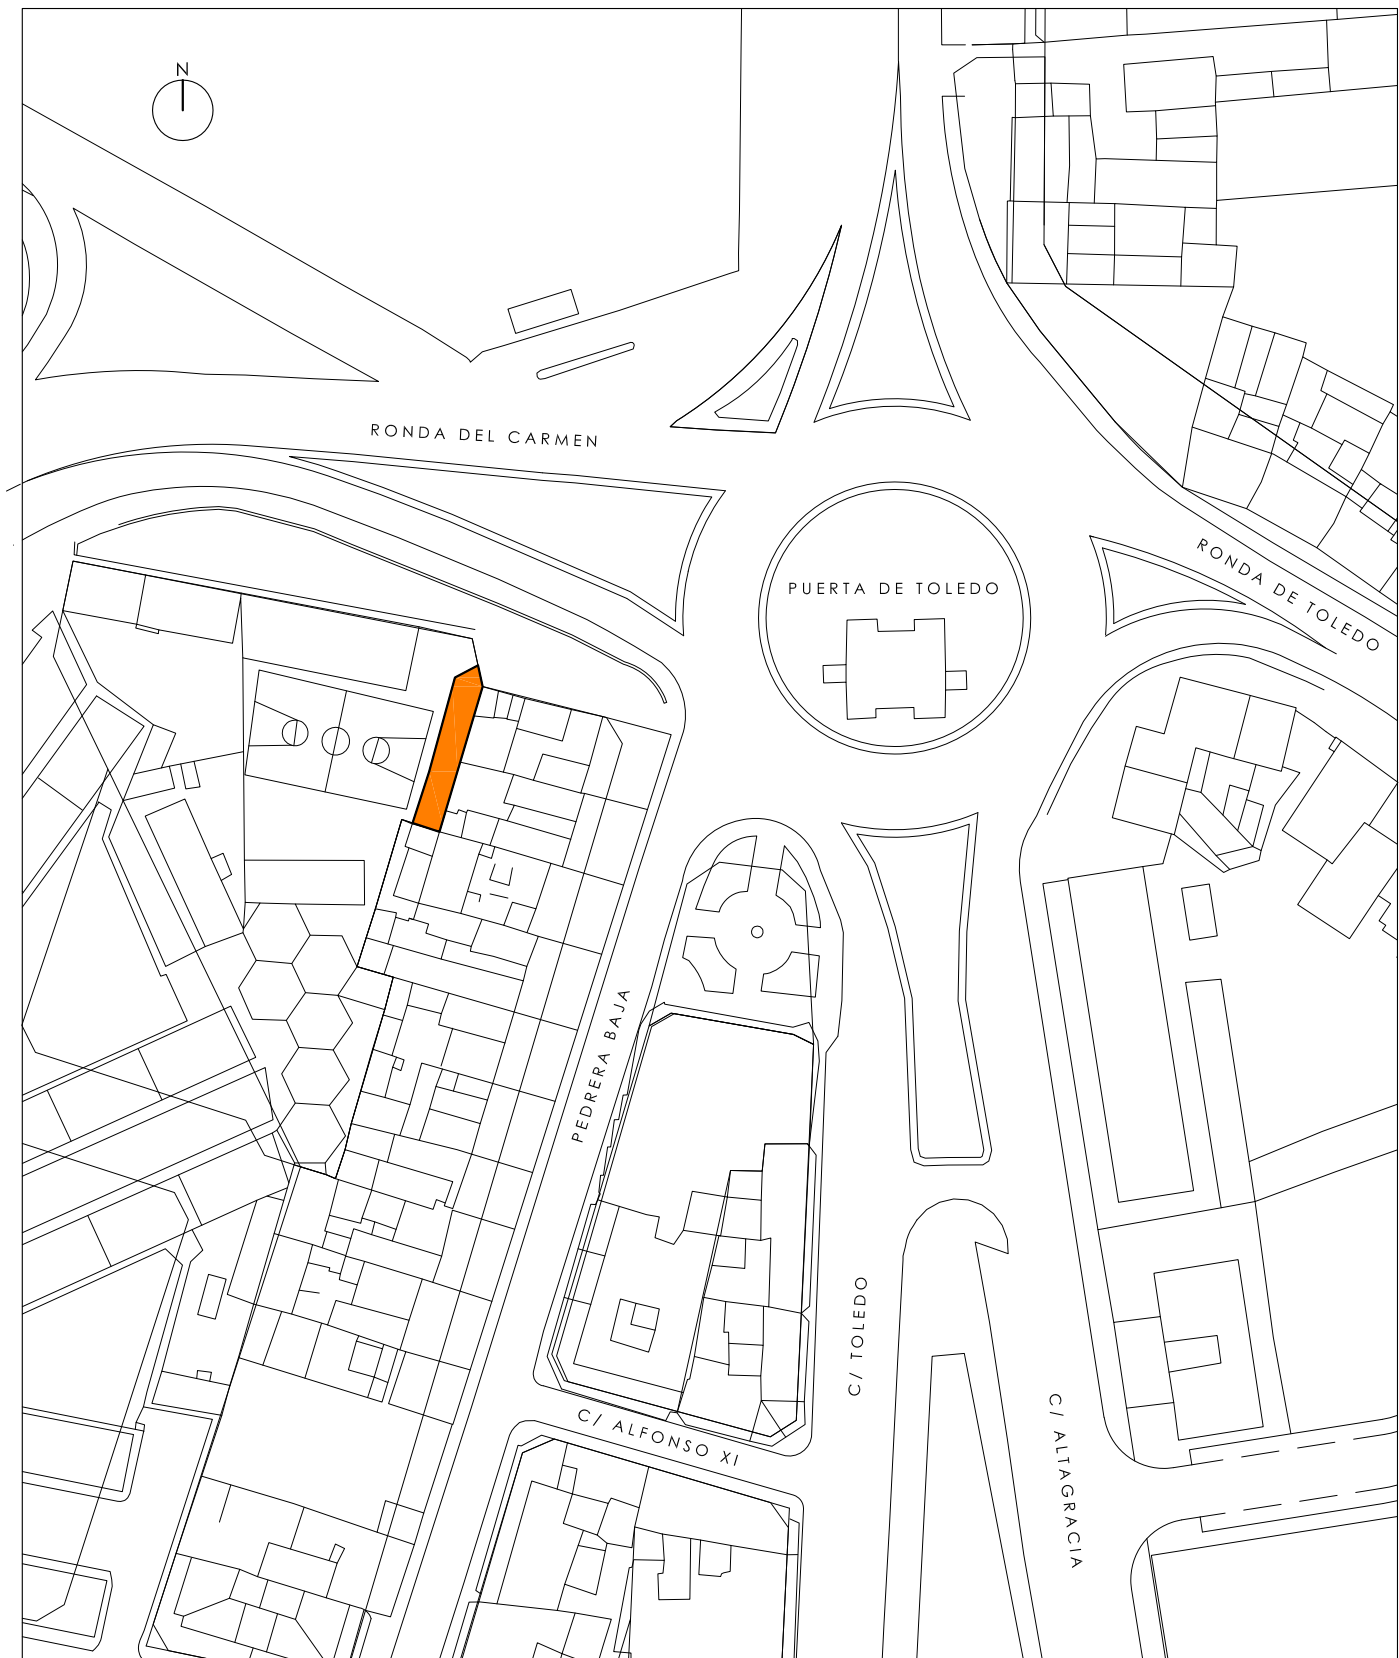 N
RONDA DEL CARMEN
RONDA DE TOLEDO
PUERTA DE TOLEDO
PEDRERA BAJA
C/ TOLEDO
C/ ALFONSO XI
C/ ALTAGRACIA